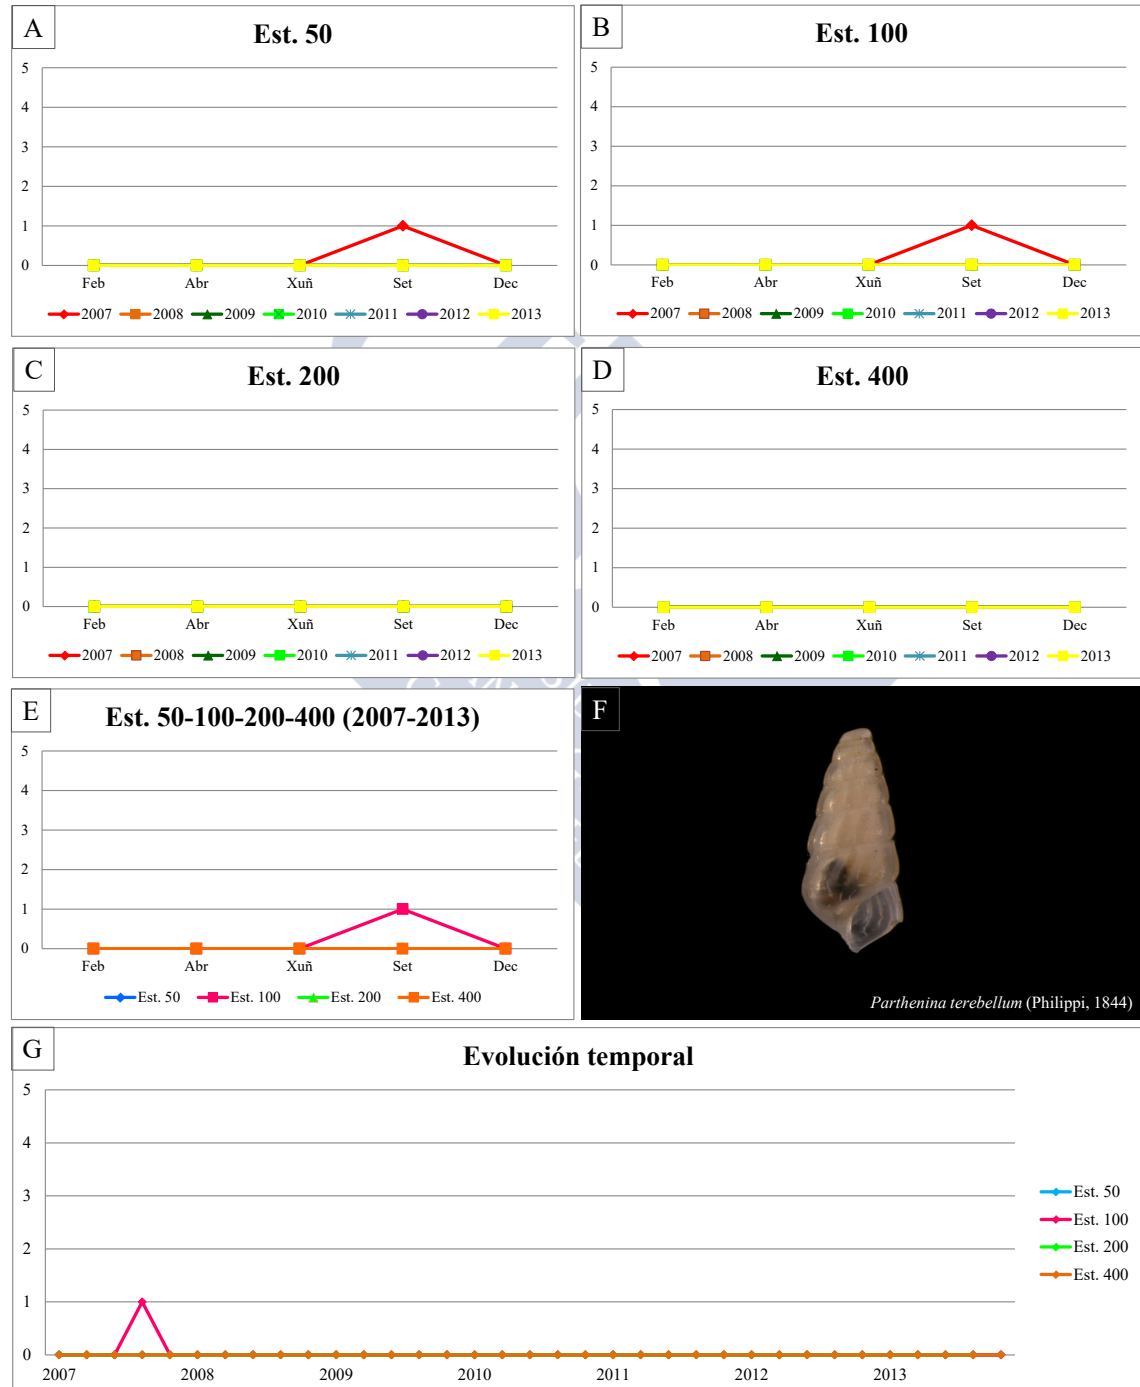 A
Est. 50
5
4
3
2
1
0
Feb Abr Xuñ Set Dec
2007 2008 2009 2010 2011 2012 2013
B
Est. 100
5
4
3
2
1
0
Feb Abr Xuñ Set Dec
2007 2008 2009 2010 2011 2012 2013
C
Est. 200
5
4
3
2
1
0
Feb Abr Xuñ Set Dec
2007 2008 2009 2010 2011 2012 2013
D
Est. 400
5
4
3
2
1
0
Feb Abr Xuñ Set Dec
2007 2008 2009 2010 2011 2012 2013
E
Est. 50-100-200-400 (2007-2013)
5
4
3
2
1
0
Feb Abr Xuñ Set Dec
Est. 50 Est. 100 Est. 200 Est. 400
F
Parthenina terebellum (Philippi, 1844)
G
Evolución temporal
5
4
3
2
1
0
2007 2008 2009 2010 2011 2012 2013
Est. 50
Est. 100
Est. 200
Est. 400